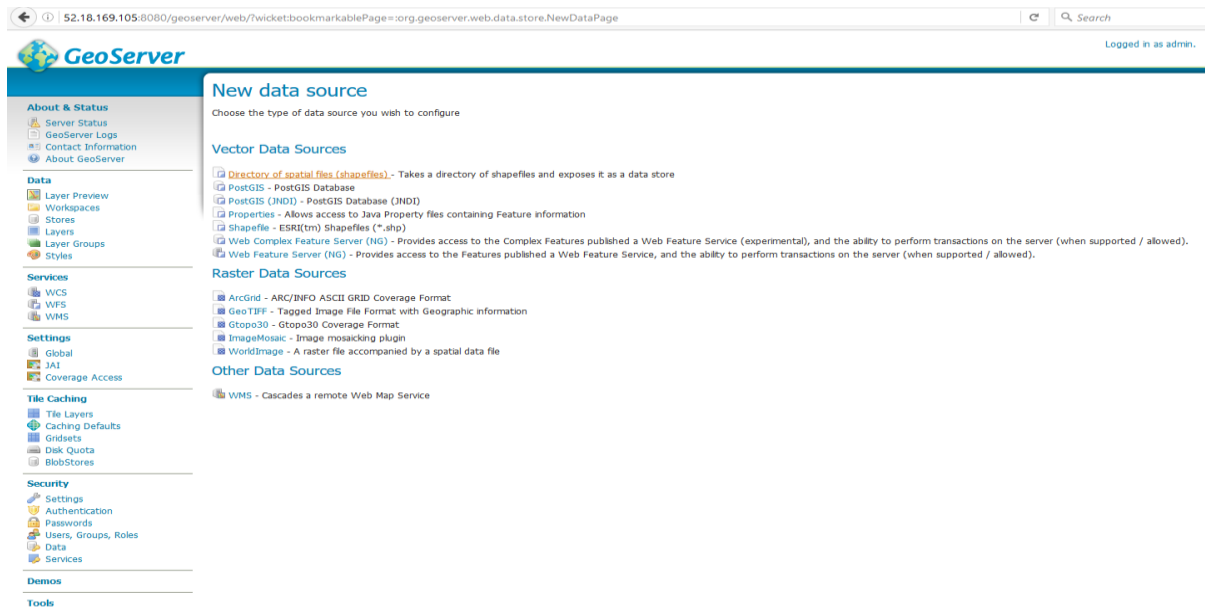 52.18.169.105:8080/geoserver/web/?wicket:bookmarkablePage=:org.geoserver.web.data.store.NewDataPage
Search
GeoServer
Logged in as admin.
About & Status
Server Status
GeoServer Logs
Contact Information
About GeoServer
Data
Layer Preview
Workspaces
Stores
Layers
Layer Groups
Styles
Services
WCS
WFS
WMS
Settings
Global
JAI
Coverage Access
Tile Caching
Tile Layers
Caching Defaults
Gridsets
Disk Quota
BlobStores
Security
Settings
Authentication
Passwords
Users, Groups, Roles
Data
Services
Demos
Tools
New data source
Choose the type of data source you wish to configure
Vector Data Sources
Directory of spatial files (shapefiles) - Takes a directory of shapefiles and exposes it as a data store
PostGIS - PostGIS Database
PostGIS (JNDI) - PostGIS Database (JNDI)
Properties - Allows access to Java Property files containing Feature information
Shapefile - ESRI(tm) Shapefiles (*.shp)
Web Complex Feature Server (NG) - Provides access to the Complex Features published a Web Feature Service (experimental), and the ability to perform transactions on the server (when supported / allowed).
Web Feature Server (NG) - Provides access to the Features published a Web Feature Service, and the ability to perform transactions on the server (when supported / allowed).
Raster Data Sources
ArcGrid - ARC/INFO ASCII GRID Coverage Format
GeoTIFF - Tagged Image File Format with Geographic information
Gtopo30 - Gtopo30 Coverage Format
ImageMosaic - Image mosaicking plugin
WorldImage - A raster file accompanied by a spatial data file
Other Data Sources
WMS - Cascades a remote Web Map Service